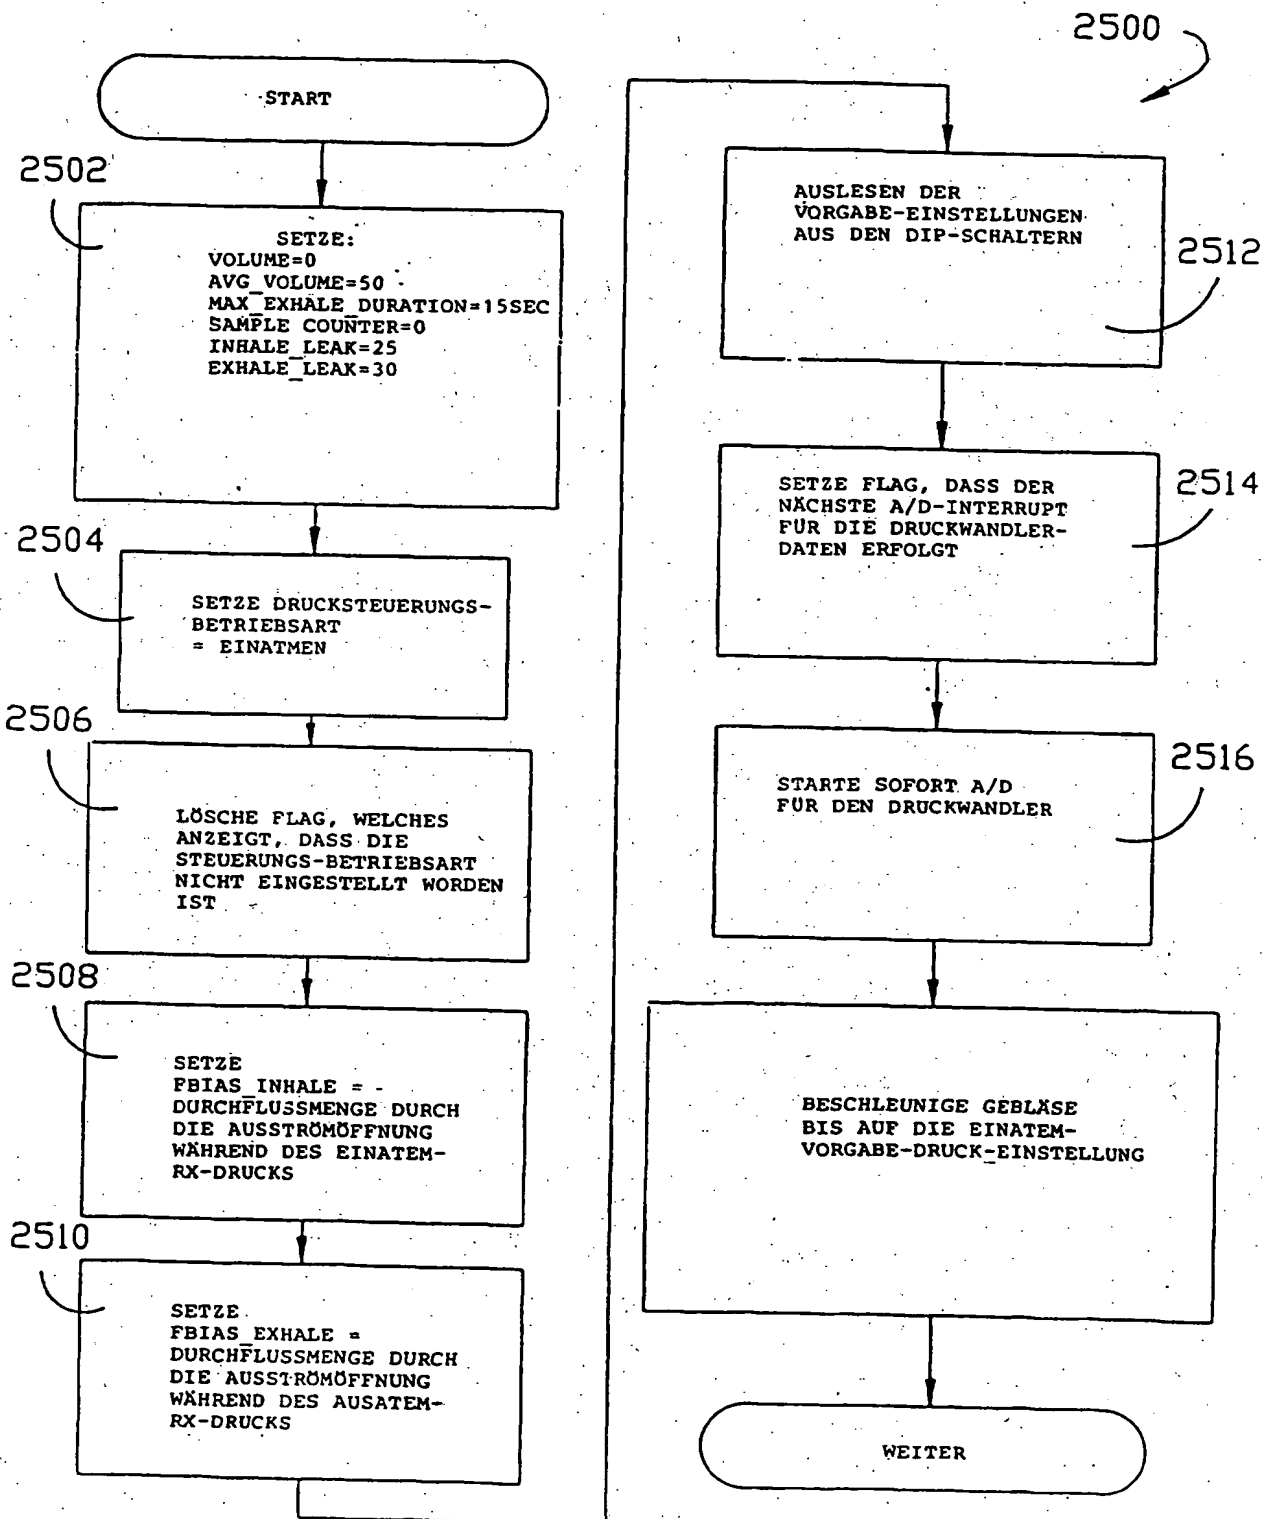 2500
START
2502
SETZE:
VOLUME=0
AVG_VOLUME=50
MAX_EXHALE_DURATION=15SEC
SAMPLE COUNTER=0
INHALE_LEAK=25
EXHALE_LEAK=30
2504
SETZE DRUCKSTEUERUNGS-
BETRIEBSART
= EINATMEN
2506
LÖSCHE FLAG, WELCHES
ANZEIGT, DASS DIE
STEUERUNGS-BETRIEBSART
NICHT EINGESTELLT WORDEN
IST
2508
SETZE
FBIAS_INHALE = -
DURCHFLUSSMENGE DURCH
DIE AUSSTRÖMÖFFNUNG
WÄHREND DES EINATEM-
RX-DRUCKS
2510
SETZE
FBIAS_EXHALE =
DURCHFLUSSMENGE DURCH
DIE AUSSTRÖMÖFFNUNG
WÄHREND DES AUSATEM-
RX-DRUCKS
AUSLESEN DER
VORGABE-EINSTELLUNGEN
AUS DEN DIP-SCHALTERN
2512
SETZE FLAG, DASS DER
NÄCHSTE A/D-INTERRUPT
FÜR DIE DRUCKWANDLER-
DATEN ERFOLGT
2514
STARTE SOFORT A/D
FÜR DEN DRUCKWANDLER
2516
BESCHLEUNIGE GEBLÄSE
BIS AUF DIE EINATEM-
VORGABE-DRUCK-EINSTELLUNG
WEITER